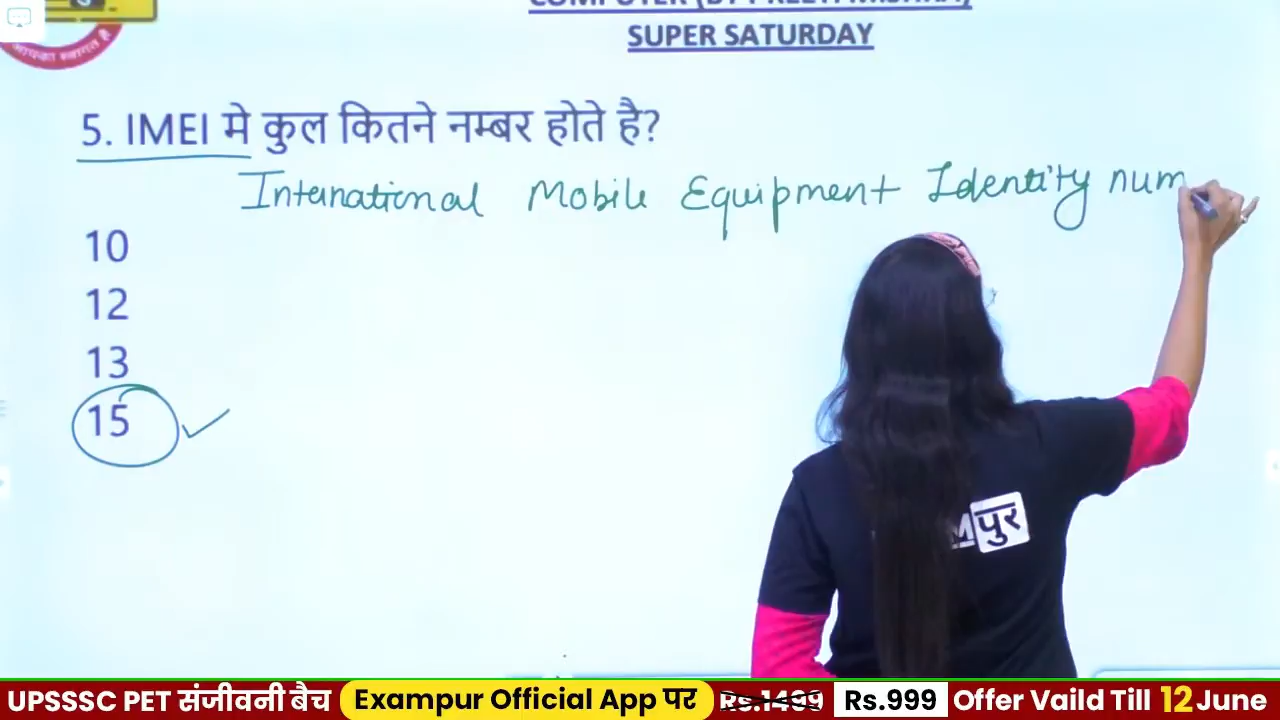 SUPER SATURDAY
5. IMEI मे कुल कितने नम्बर होते है?
International Mobile Equipment Identity num
10
12
13
15
पुर
UPSSSC PET संजीवनी बैच Exampur Official App पर Rs.1499 Rs.999 Offer Vaild Till 12 June